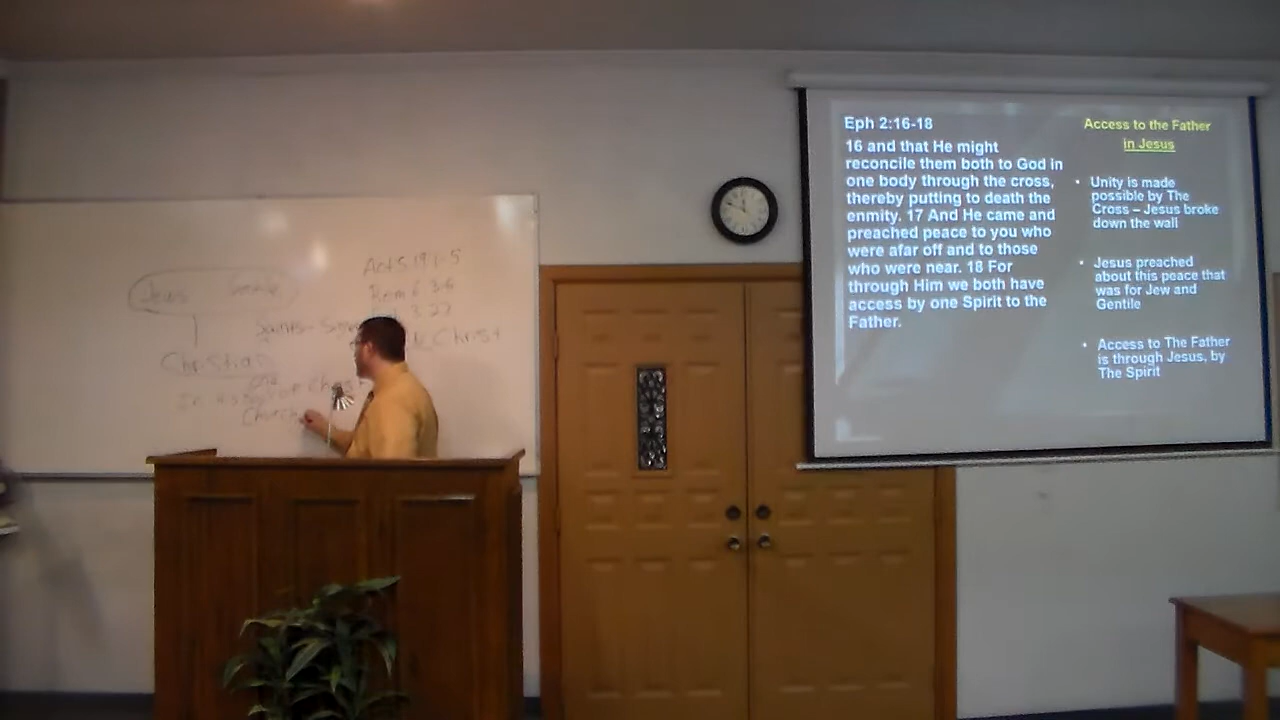 Jews Gentile
Acts 19 1-5
Rom 6 3-6
3:27
Christ
Christian
one
Church
Eph 2:16-18
16 and that He might
reconcile them both to God in
one body through the cross,
thereby putting to death the
enmity. 17 And He came and
preached peace to you who
were afar off and to those
who were near. 18 For
through Him we both have
access by one Spirit to the
Father.
Access to the Father
in Jesus
• Unity is made
possible by The
Cross – Jesus broke
down the wall
• Jesus preached
about this peace that
was for Jew and
Gentile
• Access to The Father
is through Jesus, by
The Spirit